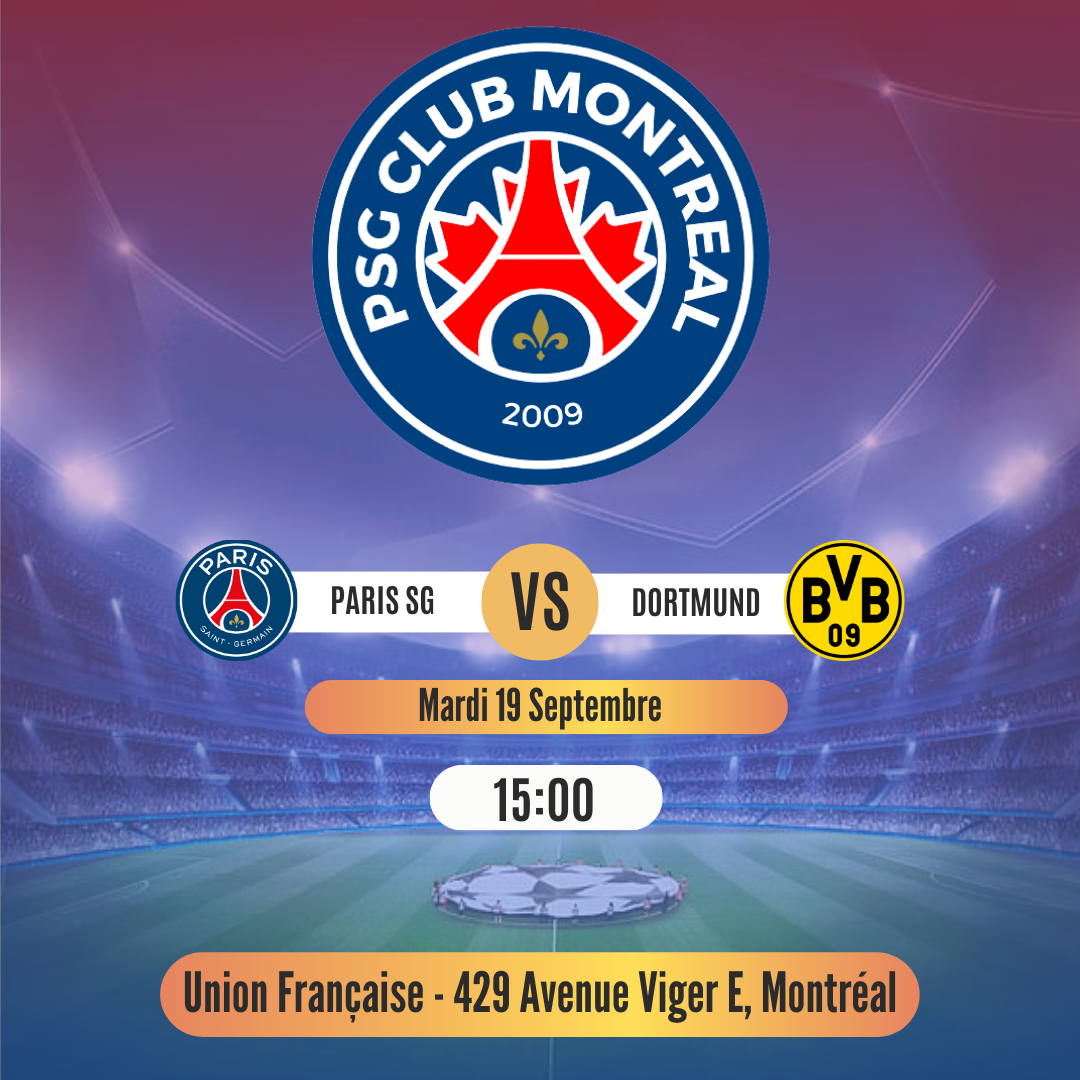 PSG CLUB MONTREAL
2009
PARIS
SAINT - GERMAIN
PARIS SG
VS
DORTMUND
BVB
09
Mardi 19 Septembre
15:00
Union Française - 429 Avenue Viger E, Montréal